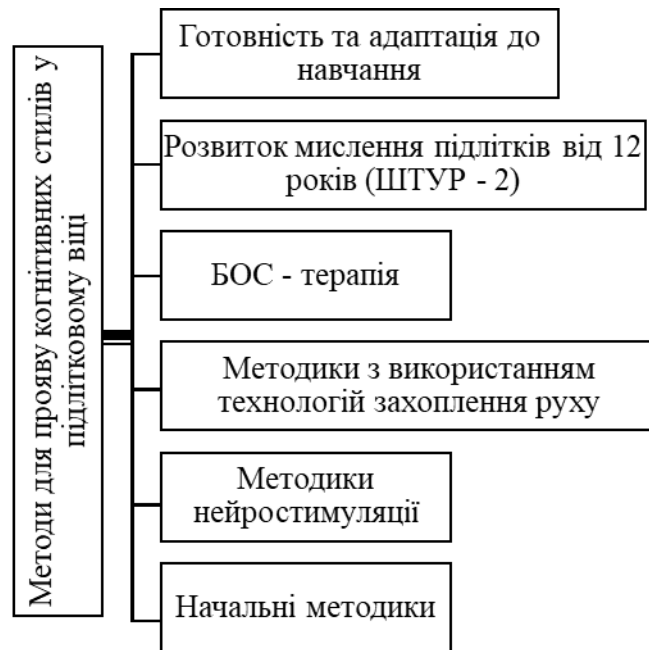 Методи для прояву когнітивних стилів у
підлітковому віці
Готовність та адаптація до
навчання
Розвиток мислення підлітків від 12
років (ШТУР - 2)
БОС - терапія
Методики з використанням
технологій захоплення руху
Методики
нейростимуляції
Начальні методики